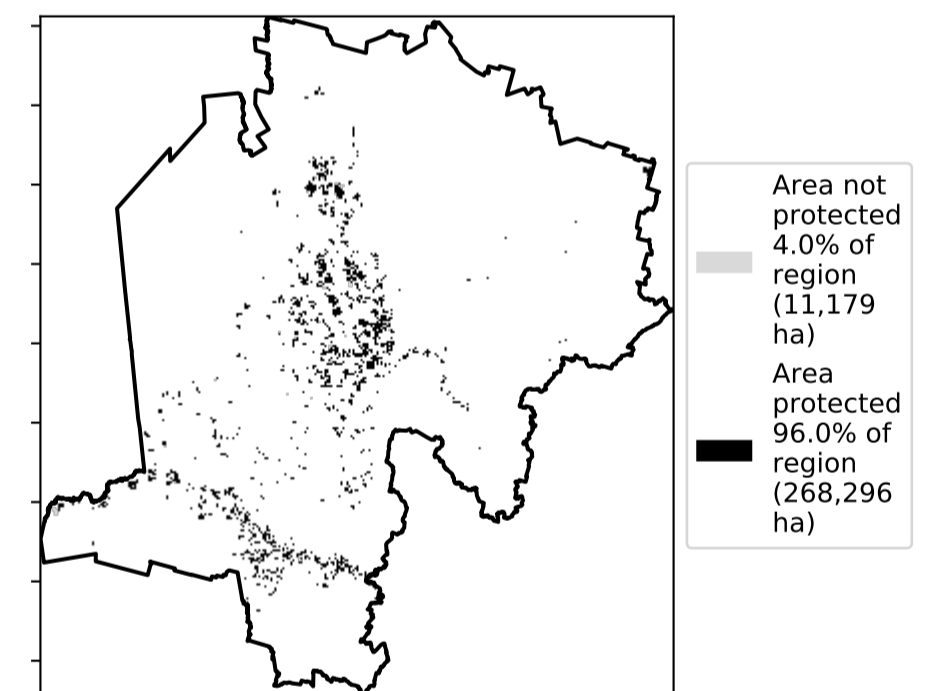 Area not
protected
4.0% of
region
(11,179
ha)
Area
protected
96.0% of
region
(268,296
ha)